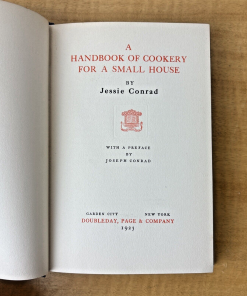 A
HANDBOOK OF COOKERY
FOR A SMALL HOUSE
BY
Jessie Conrad
WITH A PREFACE
BY
JOSEPH CONRAD
GARDEN CITY NEW YORK
DOUBLEDAY, PAGE & COMPANY
1923